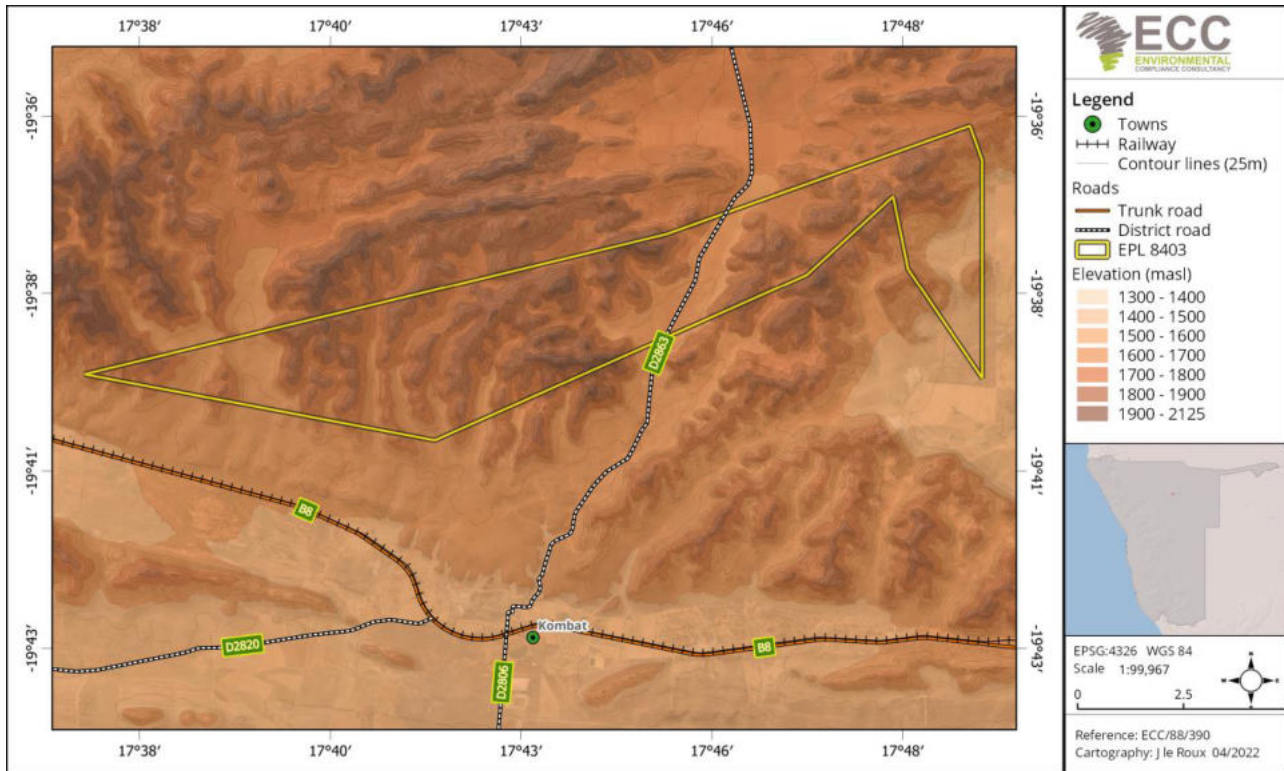 17°38′ 17°40′ 17°43′ 17°46′ 17°48′
-19°36′ -19°36′
-19°38′ -19°38′
D2863
-19°41′ -19°41′
B8
Kombat
D2820
B8
-19°43′ -19°43′
D2806
17°38′ 17°40′ 17°43′ 17°46′ 17°48′
ECC
ENVIRONMENTAL
COMPLIANCE CONSULTANCY
Legend
Towns
Railway
Contour lines (25m)
Roads
Trunk road
District road
EPL 8403
Elevation (masl)
1300 - 1400
1400 - 1500
1500 - 1600
1600 - 1700
1700 - 1800
1800 - 1900
1900 - 2125
EPSG:4326 WGS 84
Scale 1:99,967
0 2.5
N
W E
S
Reference: ECC/88/390
Cartography: J le Roux 04/2022